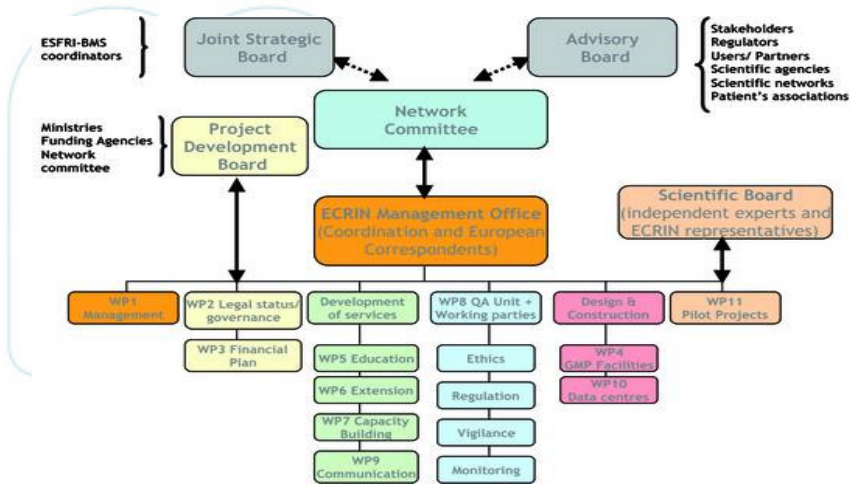 ESFRI-BMS
coordinators
Joint Strategic
Board
Advisory
Board
Stakeholders
Regulators
Users/ Partners
Scientific agencies
Scientific networks
Patient's associations
Network
Committee
Ministries
Funding Agencies
Network
committee
Project
Development
Board
ECRIN Management Office
(Coordination and European
Correspondents)
Scientific Board
(independent experts and
ECRIN representatives)
WP1
Management
WP2 Legal status/
governance
Development
of services
WP8 QA Unit +
Working parties
Design &
Construction
WP11
Pilot Projects
WP3 Financial
Plan
WP5 Education
WP6 Extension
WP7 Capacity
Building
WP9
Communication
Ethics
Regulation
Vigilance
Monitoring
WP4
GMP Facilities
WP10
Data centres